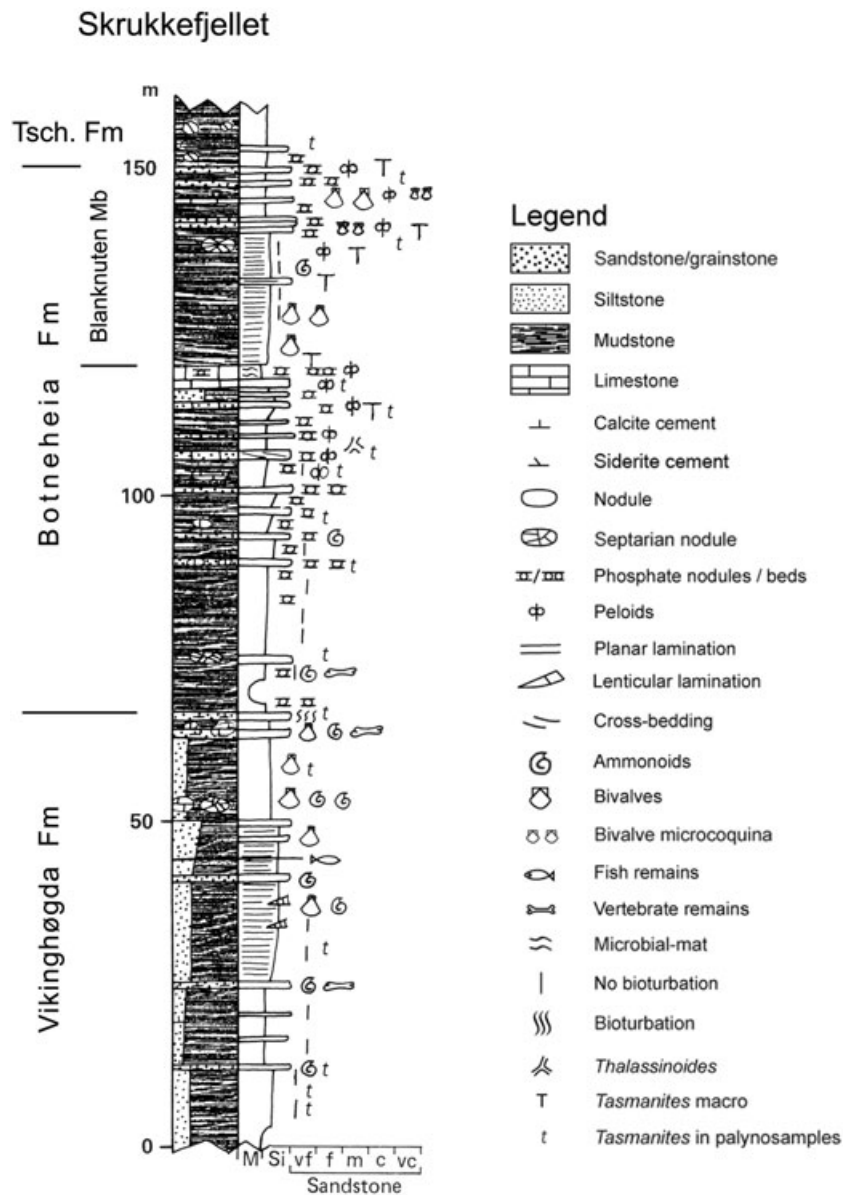 Skrukkefjellet
m
Tsch. Fm
150
Blanknuten Mb
Botneheia Fm
100
50
Vikinghøgda Fm
0
M Si vf f m c vc
Sandstone
Legend
Sandstone/grainstone
Siltstone
Mudstone
Limestone
Calcite cement
Siderite cement
Nodule
Septarian nodule
Phosphate nodules / beds
Peloids
Planar lamination
Lenticular lamination
Cross-bedding
Ammonoids
Bivalves
Bivalve microcoquina
Fish remains
Vertebrate remains
Microbial-mat
No bioturbation
Bioturbation
Thalassinoides
T Tasmanites macro
t Tasmanites in palynosamples